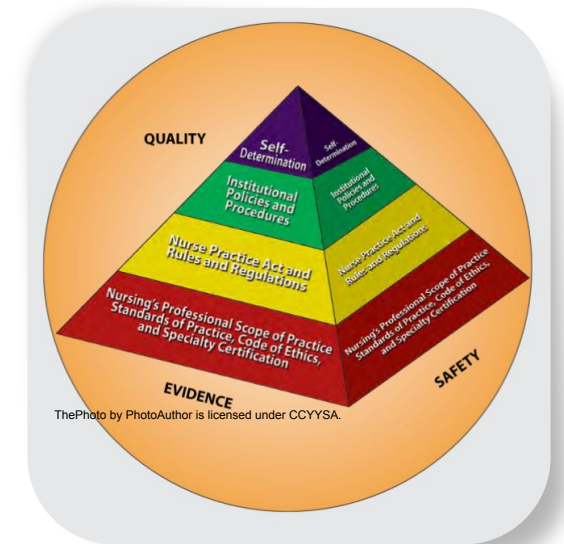 QUALITY
Self-
Determination
Self
Determination
Institutional
Policies and
Procedures
Institutional
Policies and
Procedures
Nurse Practice Act and
Rules and Regulations
Nurse Practice Act and
Rules and Regulations
Nursing's Professional Scope of Practice
Standards of Practice, Code of Ethics,
and Specialty Certification
Nursing's Professional Scope of Practice
Standards of Practice, Code of Ethics,
and Specialty Certification
EVIDENCE
SAFETY
ThePhoto by PhotoAuthor is licensed under CCYYSA.